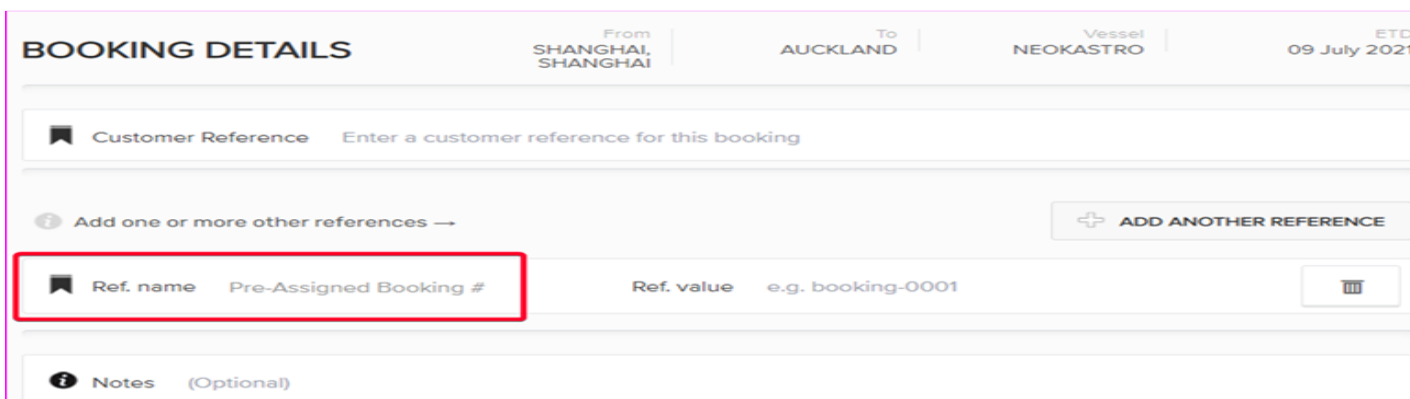 BOOKING DETAILS
From
SHANGHAI,
SHANGHAI
To
AUCKLAND
Vessel
NEOKASTRO
ETD
09 July 2021
Customer Reference Enter a customer reference for this booking
Add one or more other references →
ADD ANOTHER REFERENCE
Ref. name Pre-Assigned Booking # Ref. value e.g. booking-0001
Notes (Optional)